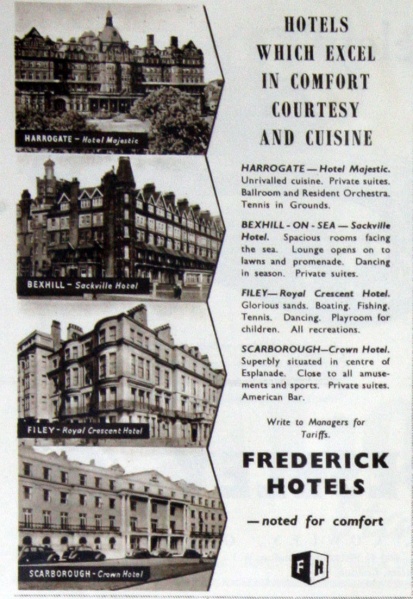 HOTELS
WHICH EXCEL
IN COMFORT
COURTESY
AND CUISINE
HARROGATE — Hotel Majestic
HARROGATE — Hotel Majestic.
Unrivalled cuisine. Private suites.
Ballroom and Resident Orchestra.
Tennis in Grounds.
BEXHILL - Sackville Hotel
BEXHILL - ON - SEA — Sackville
Hotel. Spacious rooms facing
the sea. Lounge opens on to
lawns and promenade. Dancing
in season. Private suites.
FILEY - Royal Crescent Hotel
FILEY—Royal Crescent Hotel.
Glorious sands. Boating. Fishing.
Tennis. Dancing. Playroom for
children. All recreations.
SCARBOROUGH - Crown Hotel
SCARBOROUGH—Crown Hotel.
Superbly situated in centre of
Esplanade. Close to all amuse-
ments and sports. Private suites.
American Bar.
Write to Managers for
Tariffs.
FREDERICK
HOTELS
—noted for comfort
F H